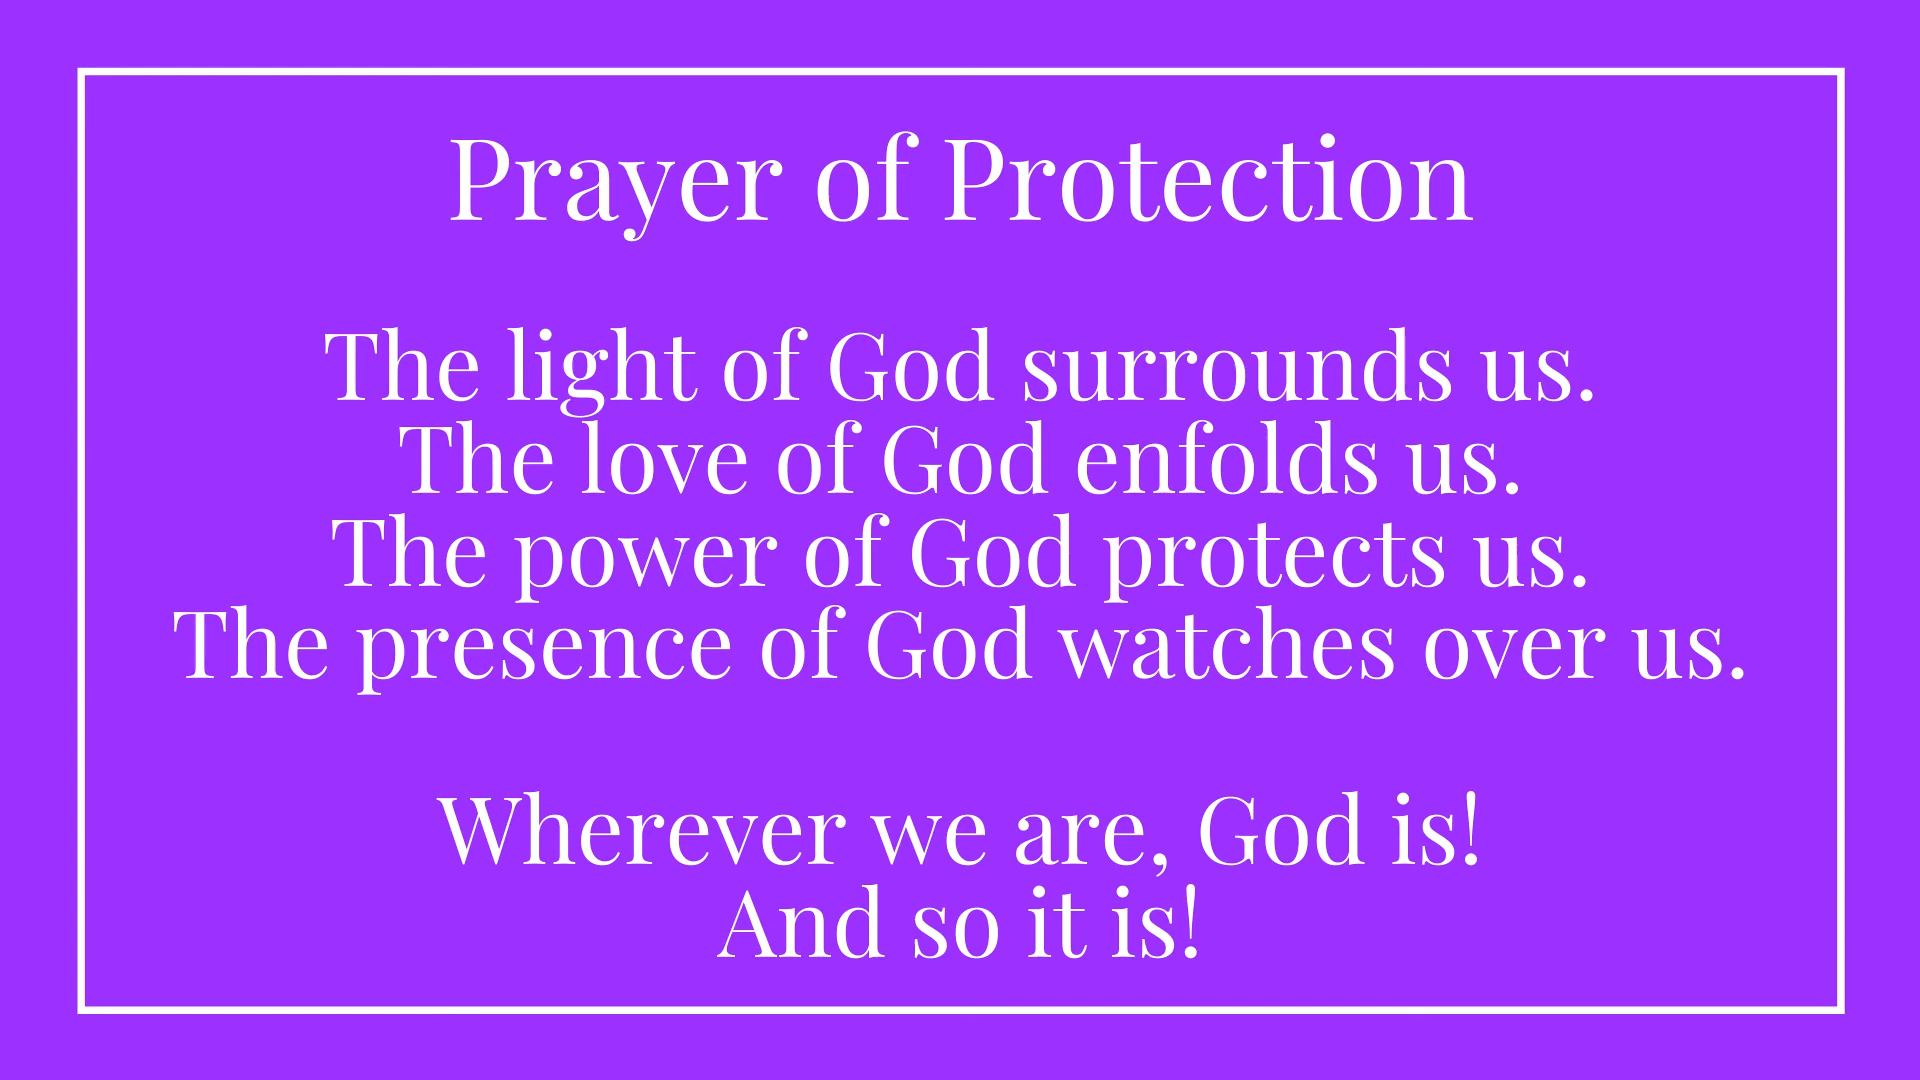 Prayer of Protection
The light of God surrounds us.
The love of God enfolds us.
The power of God protects us.
The presence of God watches over us.
Wherever we are, God is!
And so it is!